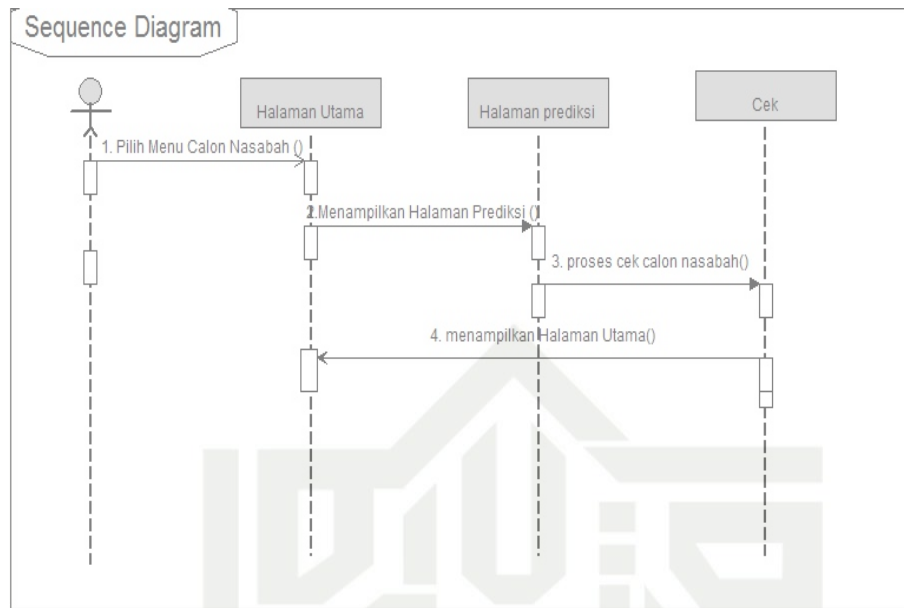 Sequence Diagram
Halaman Utama
Halaman prediksi
Cek
1. Pilih Menu Calon Nasabah ()
2.Menampilkan Halaman Prediksi ()
3. proses cek calon nasabah()
4. menampilkan Halaman Utama()